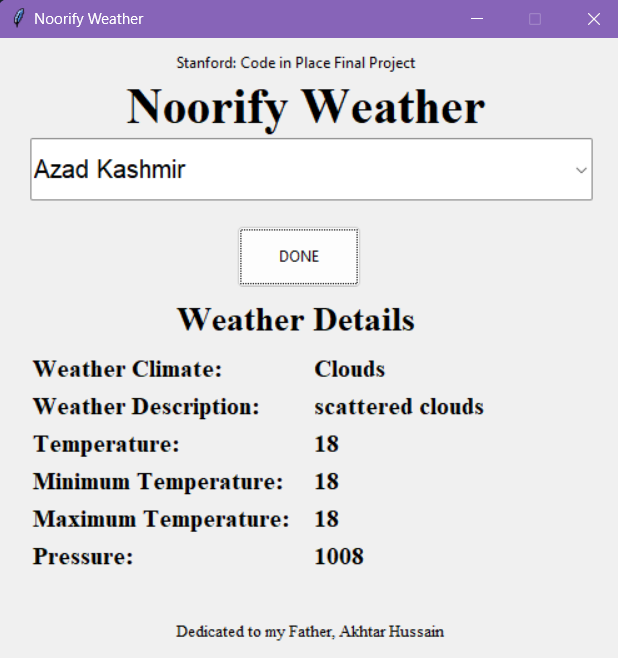 Noorify Weather
Stanford: Code in Place Final Project
Noorify Weather
Azad Kashmir
DONE
Weather Details
Weather Climate: Clouds
Weather Description: scattered clouds
Temperature: 18
Minimum Temperature: 18
Maximum Temperature: 18
Pressure: 1008
Dedicated to my Father, Akhtar Hussain